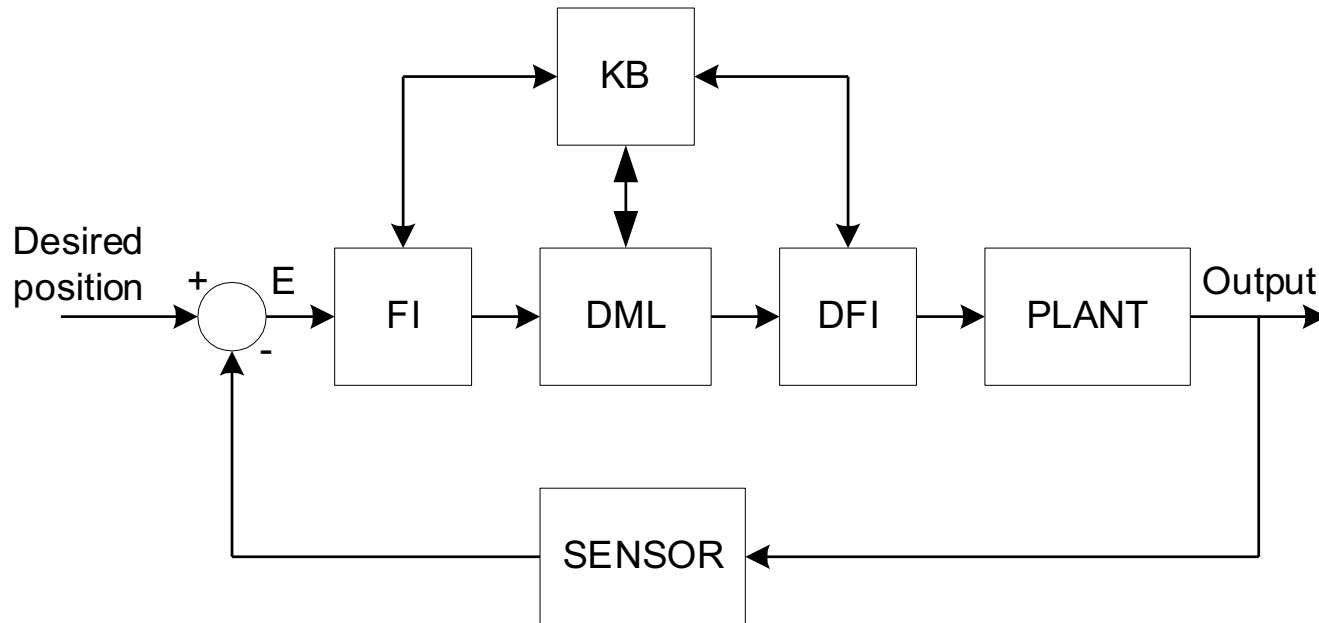 KB
Desired
position
+
E
-
FI
DML
DFI
PLANT
Output
SENSOR